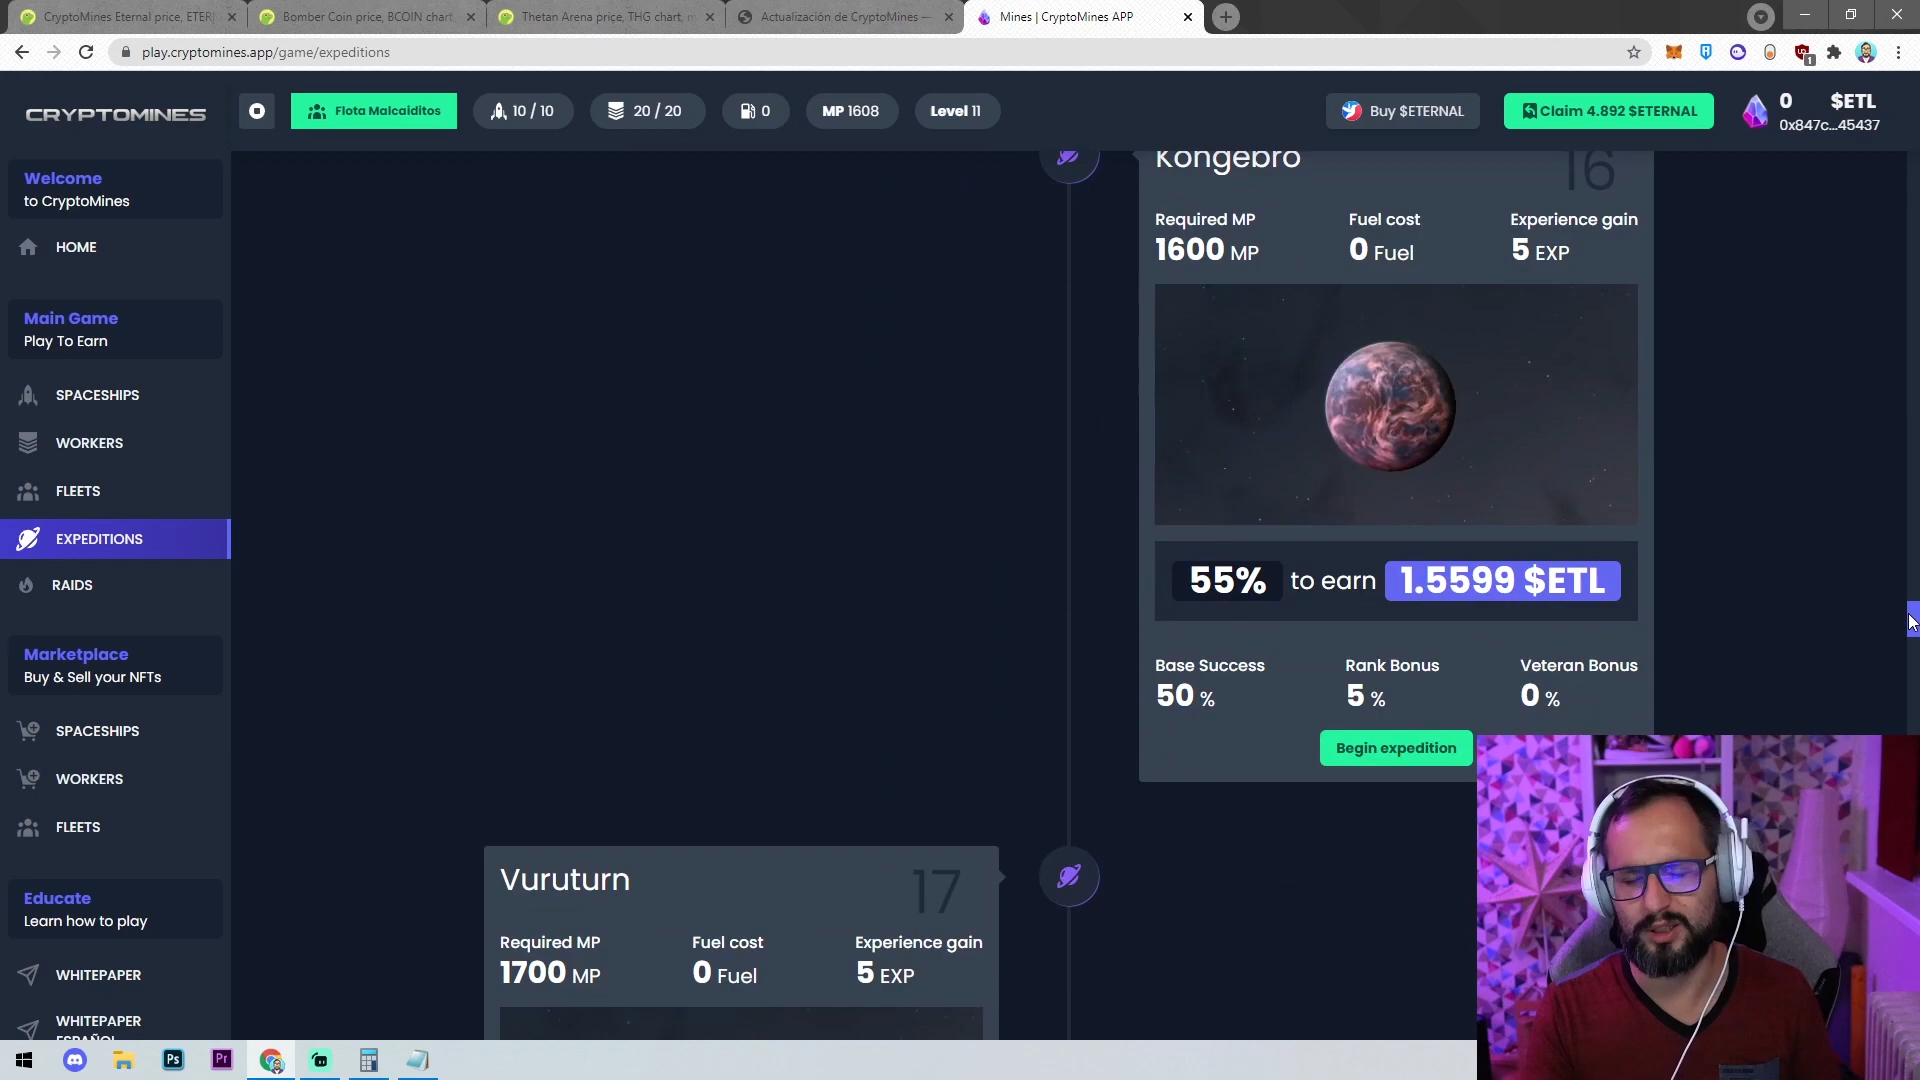 CryptoMines Eternal price, ETER
Bomber Coin price, BCOIN chart
Thetan Arena price, THG chart, m
Actualización de CryptoMines —
Mines | CryptoMines APP
play.cryptomines.app/game/expeditions
1
CRYPTOMINES
Flota Malcaiditos
10 / 10
20 / 20
0
MP 1608
Level 11
Buy $ETERNAL
Claim 4.892 $ETERNAL
0 $ETL
0x847c...45437
Welcome
to CryptoMines
HOME
Main Game
Play To Earn
SPACESHIPS
WORKERS
FLEETS
EXPEDITIONS
RAIDS
Marketplace
Buy & Sell your NFTs
SPACESHIPS
WORKERS
FLEETS
Educate
Learn how to play
WHITEPAPER
WHITEPAPER
ESPAÑOL
Kongebro
16
Required MP
1600 MP
Fuel cost
0 Fuel
Experience gain
5 EXP
55% to earn 1.5599 $ETL
Base Success
50 %
Rank Bonus
5 %
Veteran Bonus
0 %
Begin expedition
Vuruturn
17
Required MP
1700 MP
Fuel cost
0 Fuel
Experience gain
5 EXP
Ps
Pr